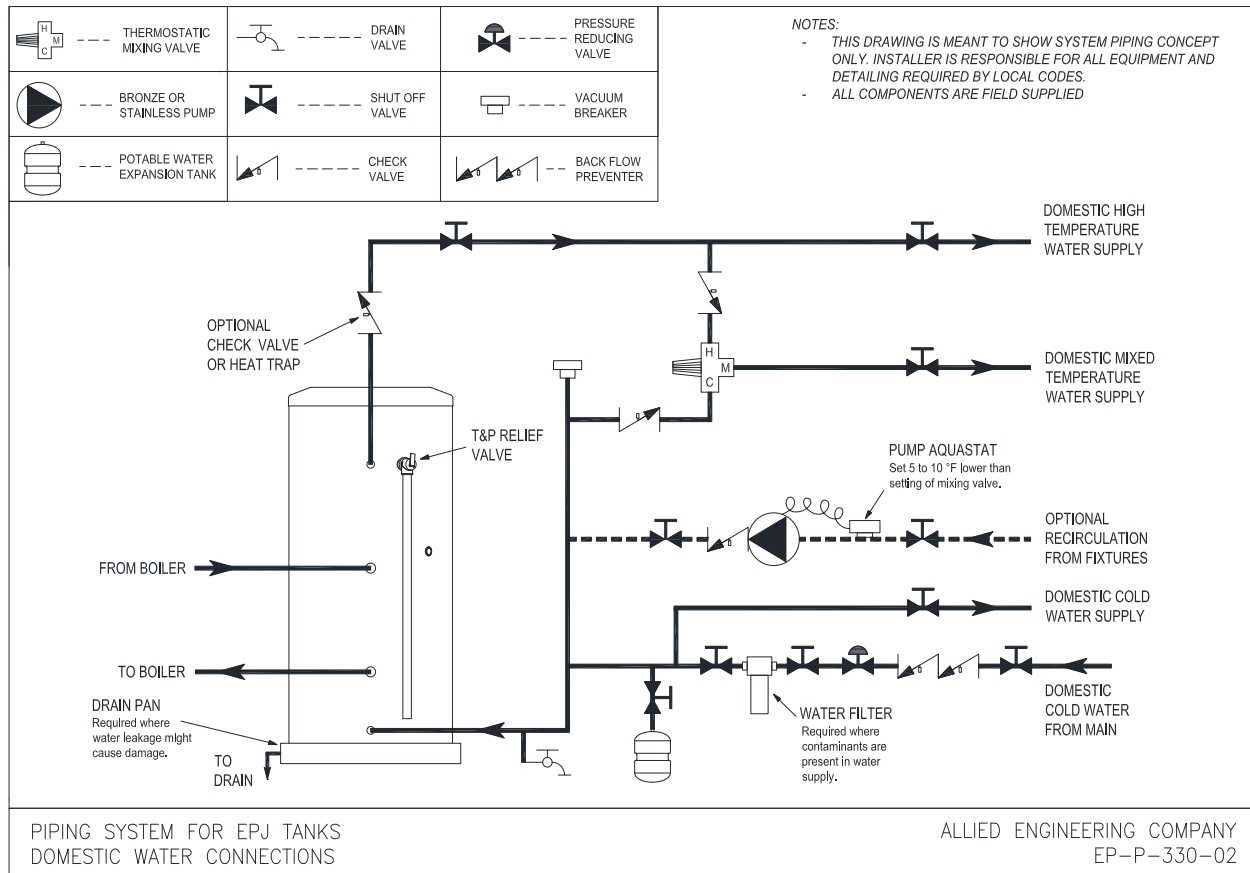 H
M
C
THERMOSTATIC
MIXING VALVE
DRAIN
VALVE
PRESSURE
REDUCING
VALVE
BRONZE OR
STAINLESS PUMP
SHUT OFF
VALVE
VACUUM
BREAKER
POTABLE WATER
EXPANSION TANK
CHECK
VALVE
BACK FLOW
PREVENTER
NOTES:
- THIS DRAWING IS MEANT TO SHOW SYSTEM PIPING CONCEPT
ONLY. INSTALLER IS RESPONSIBLE FOR ALL EQUIPMENT AND
DETAILING REQUIRED BY LOCAL CODES.
- ALL COMPONENTS ARE FIELD SUPPLIED
DOMESTIC HIGH
TEMPERATURE
WATER SUPPLY
OPTIONAL
CHECK VALVE
OR HEAT TRAP
H
M
C
DOMESTIC MIXED
TEMPERATURE
WATER SUPPLY
T&P RELIEF
VALVE
PUMP AQUASTAT
Set 5 to 10 °F lower than
setting of mixing valve.
OPTIONAL
RECIRCULATION
FROM FIXTURES
FROM BOILER
DOMESTIC COLD
WATER SUPPLY
TO BOILER
DRAIN PAN
Required where
water leakage might
cause damage.
TO
DRAIN
WATER FILTER
Required where
contaminants are
present in water
supply.
DOMESTIC
COLD WATER
FROM MAIN
PIPING SYSTEM FOR EPJ TANKS
DOMESTIC WATER CONNECTIONS
ALLIED ENGINEERING COMPANY
EP-P-330-02